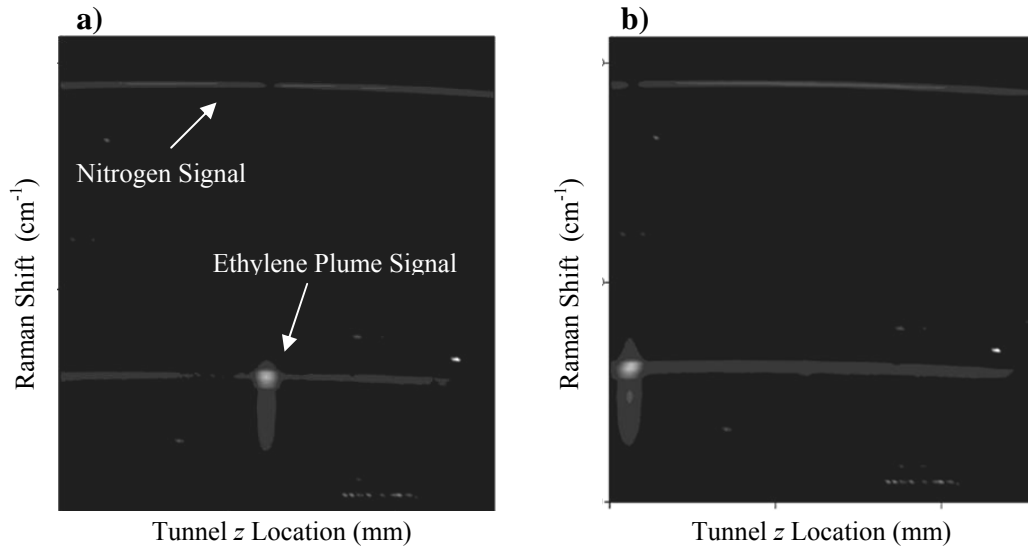 a)
b)
Nitrogen Signal
Ethylene Plume Signal
Raman Shift (cm-1)
Raman Shift (cm-1)
Tunnel z Location (mm)
Tunnel z Location (mm)